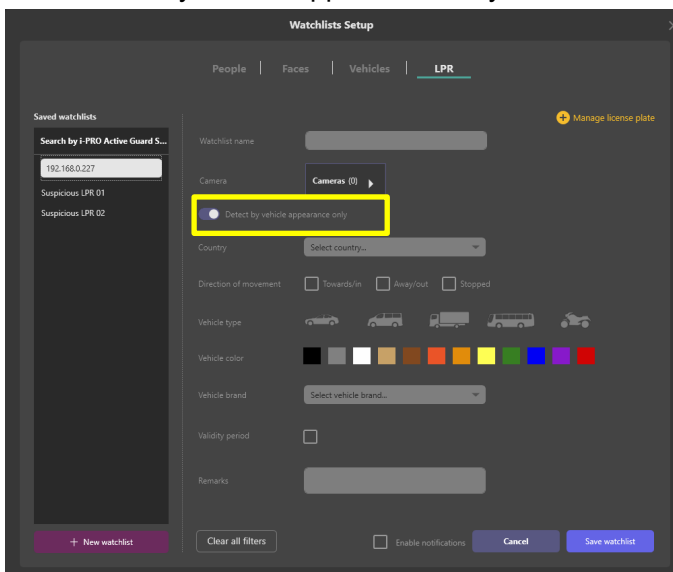 Watchlists Setup
People Faces Vehicles LPR
Saved watchlists
Manage license plate
Search by i-PRO Active Guard S...
192.168.0.227
Suspicious LPR 01
Suspicious LPR 02
Watchlist name
Camera
Cameras (0)
Detect by vehicle appearance only
Country
Select country...
Direction of movement
Towards/in Away/out Stopped
Vehicle type
Vehicle color
Vehicle brand
Select vehicle brand...
Validity period
Remarks
+ New watchlist
Clear all filters
Enable notifications
Cancel
Save watchlist